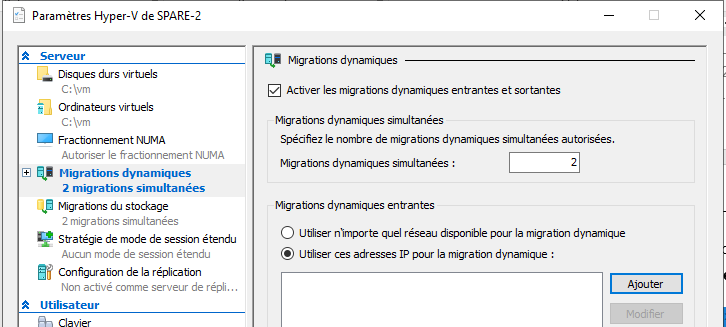 Paramètres Hyper-V de SPARE-2
Serveur
Disques durs virtuels
C:\vm
Ordinateurs virtuels
C:\vm
Fractionnement NUMA
Autoriser le fractionnement NUMA
Migrations dynamiques
2 migrations simultanées
Migrations du stockage
2 migrations simultanées
Stratégie de mode de session étendu
Aucun mode de session étendu
Configuration de la réplication
Non activé comme serveur de répli...
Utilisateur
Clavier
Migrations dynamiques
Activer les migrations dynamiques entrantes et sortantes
Migrations dynamiques simultanées
Spécifiez le nombre de migrations dynamiques simultanées autorisées.
Migrations dynamiques simultanées : 2
Migrations dynamiques entrantes
Utiliser n'importe quel réseau disponible pour la migration dynamique
Utiliser ces adresses IP pour la migration dynamique :
Ajouter
Modifier